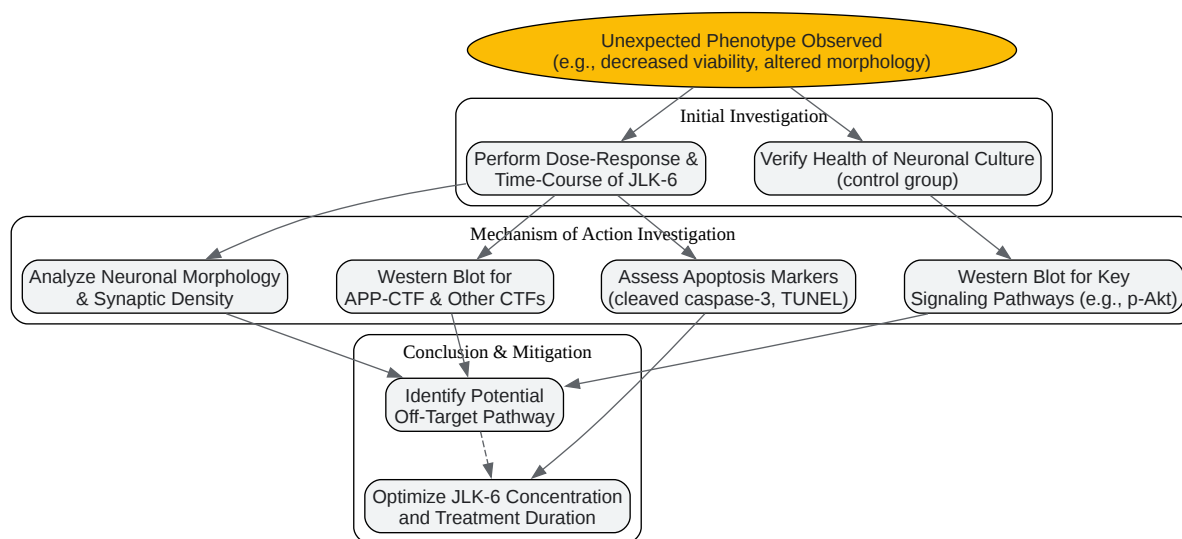 Unexpected Phenotype Observed
(e.g., decreased viability, altered morphology)
Initial Investigation
Perform Dose-Response &
Time-Course of JLK-6
Verify Health of Neuronal Culture
(control group)
Mechanism of Action Investigation
Analyze Neuronal Morphology
& Synaptic Density
Western Blot for
APP-CTF & Other CTFs
Assess Apoptosis Markers
(cleaved caspase-3, TUNEL)
Western Blot for Key
Signaling Pathways (e.g., p-Akt)
Conclusion & Mitigation
Identify Potential
Off-Target Pathway
Optimize JLK-6 Concentration
and Treatment Duration